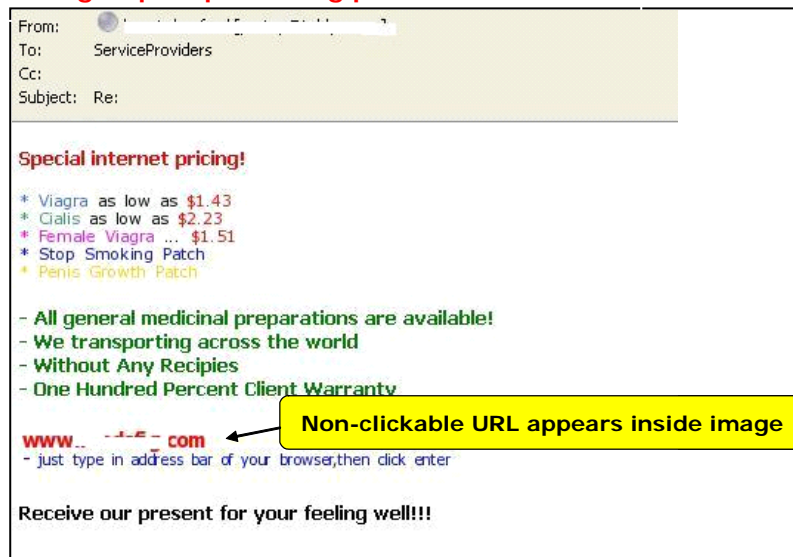 From:
To: ServiceProviders
Cc:
Subject: Re:
Special internet pricing!
* Viagra as low as $1.43
* Cialis as low as $2.23
* Female Viagra ... $1.51
* Stop Smoking Patch
* Penis Growth Patch
- All general medicinal preparations are available!
- We transporting across the world
- Without Any Recipies
- One Hundred Percent Client Warranty
Non-clickable URL appears inside image
www. com
- just type in address bar of your browser,then click enter
Receive our present for your feeling well!!!